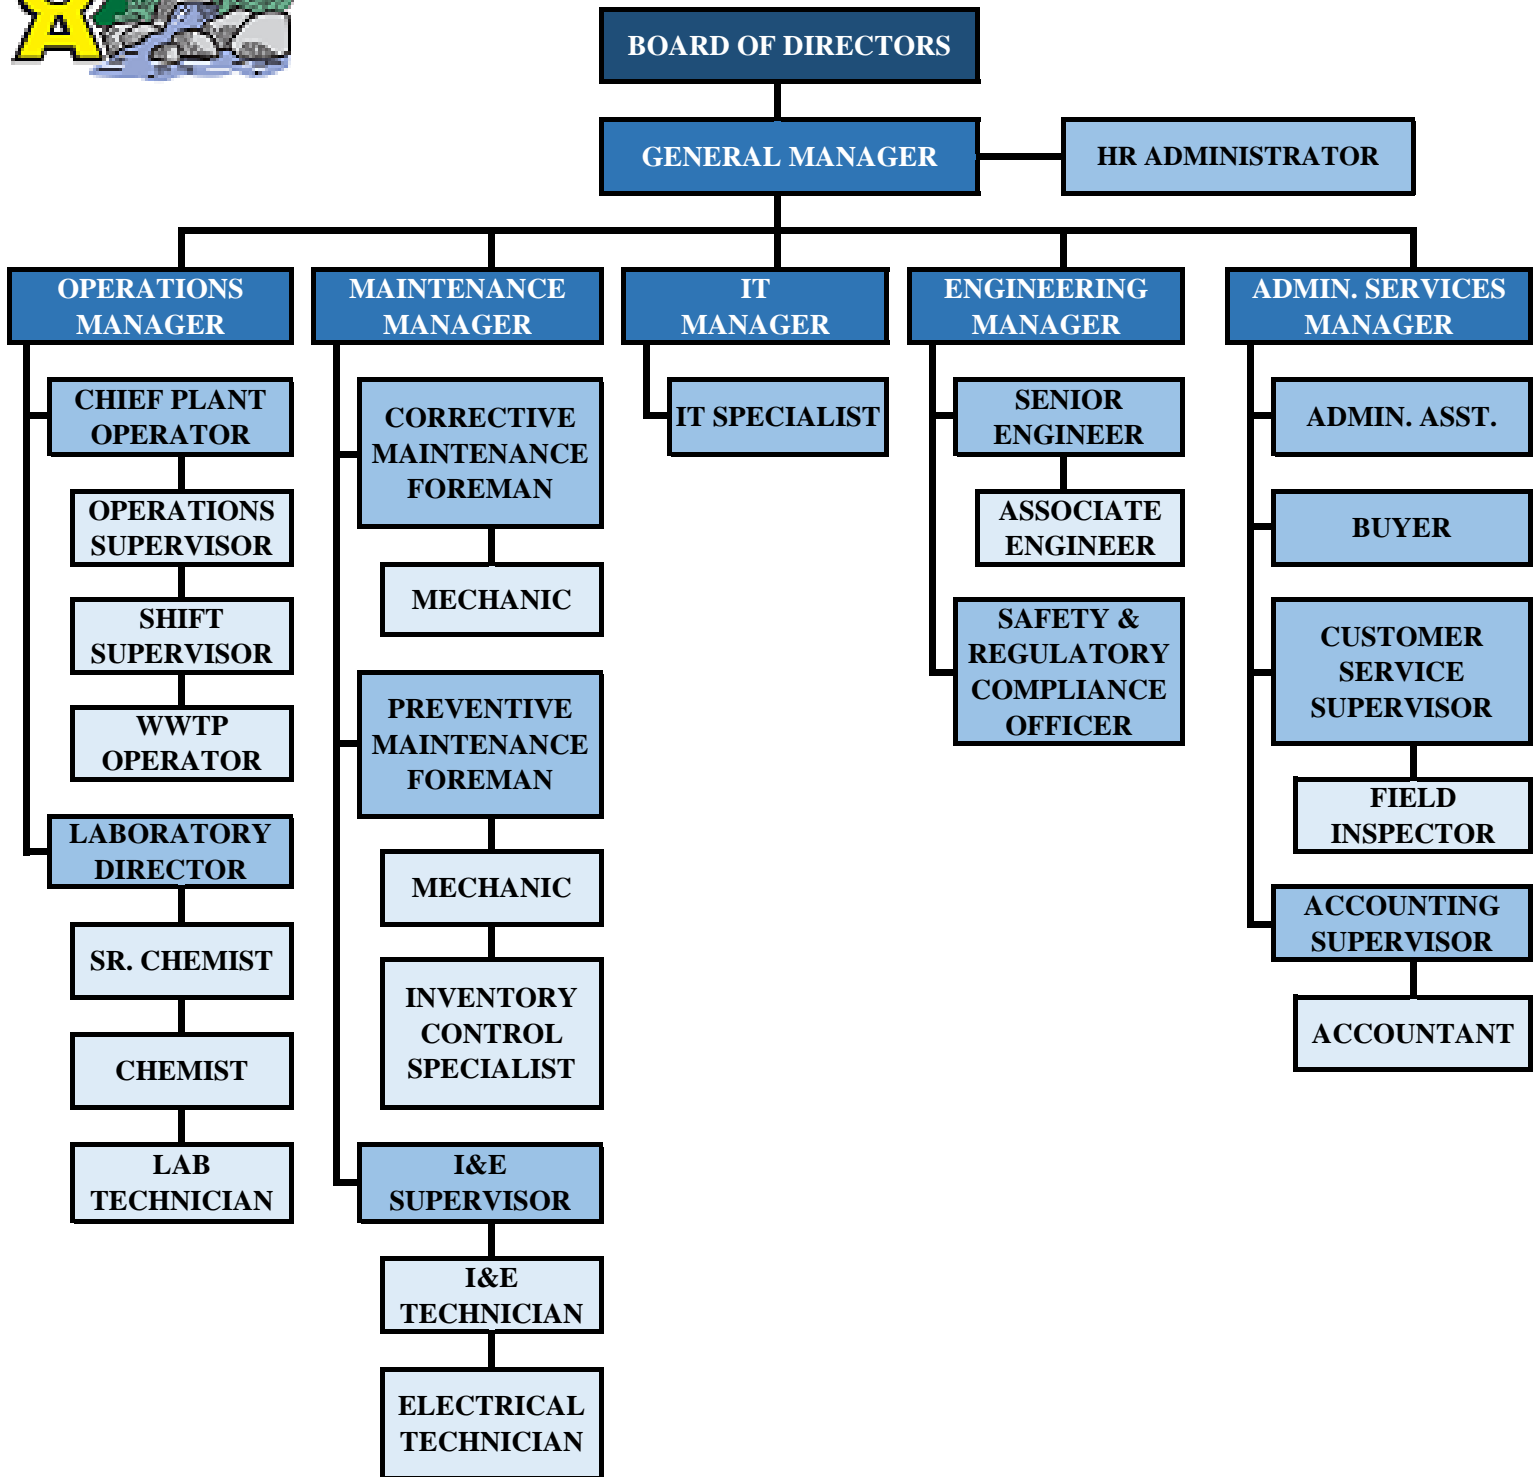 BOARD OF DIRECTORS
GENERAL MANAGER
HR ADMINISTRATOR
OPERATIONS
MANAGER
CHIEF PLANT
OPERATOR
OPERATIONS
SUPERVISOR
SHIFT
SUPERVISOR
WWTP
OPERATOR
LABORATORY
DIRECTOR
SR. CHEMIST
CHEMIST
LAB
TECHNICIAN
MAINTENANCE
MANAGER
CORRECTIVE
MAINTENANCE
FOREMAN
MECHANIC
PREVENTIVE
MAINTENANCE
FOREMAN
MECHANIC
INVENTORY
CONTROL
SPECIALIST
I&E
SUPERVISOR
I&E
TECHNICIAN
ELECTRICAL
TECHNICIAN
IT
MANAGER
IT SPECIALIST
ENGINEERING
MANAGER
SENIOR
ENGINEER
ASSOCIATE
ENGINEER
SAFETY &
REGULATORY
COMPLIANCE
OFFICER
ADMIN. SERVICES
MANAGER
ADMIN. ASST.
BUYER
CUSTOMER
SERVICE
SUPERVISOR
FIELD
INSPECTOR
ACCOUNTING
SUPERVISOR
ACCOUNTANT